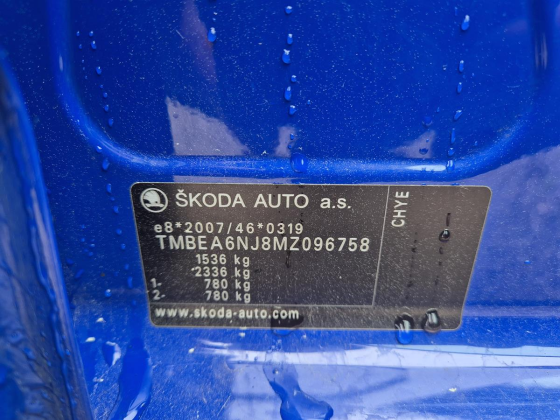 ŠKODA AUTO a.s.
CHYE
e8*2007/46*0319
TMBEA6NJ8MZ096758
1536 kg
2336 kg
1- 780 kg
2- 780 kg
www.skoda-auto.com